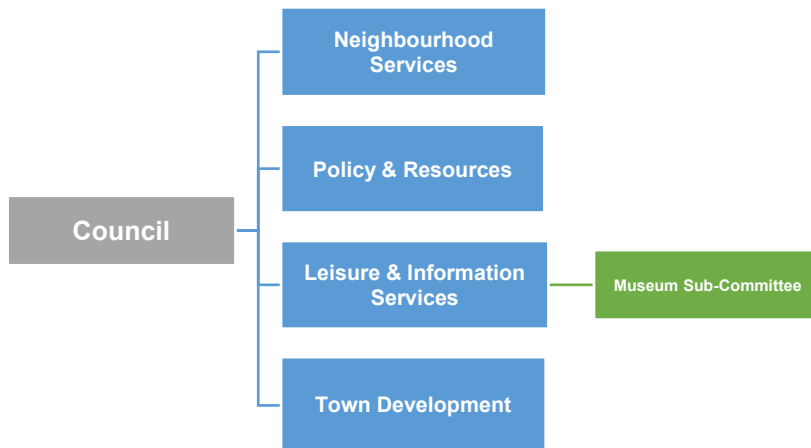 Neighbourhood
Services
Policy & Resources
Council
Leisure & Information
Services
Museum Sub-Committee
Town Development